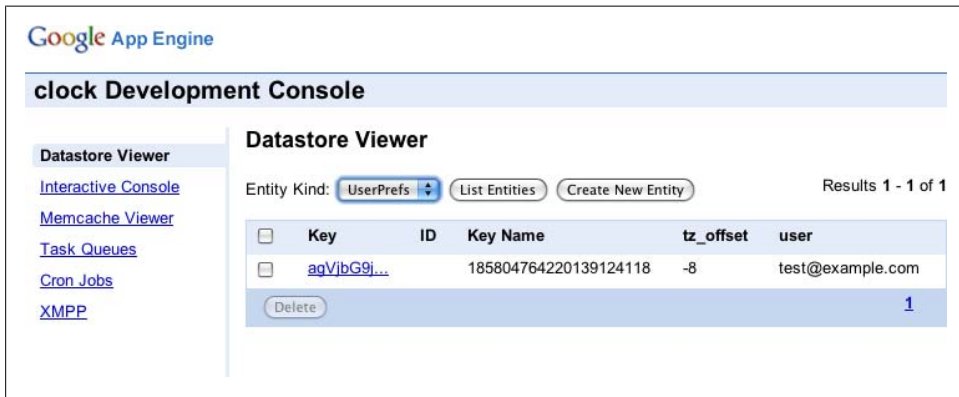 Google App Engine
clock Development Console
Datastore Viewer
Interactive Console
Memcache Viewer
Task Queues
Cron Jobs
XMPP
Datastore Viewer
Entity Kind: UserPrefs List Entities Create New Entity Results 1 - 1 of 1
Key ID Key Name tz_offset user
agVjbG9j... 185804764220139124118 -8 test@example.com
Delete 1